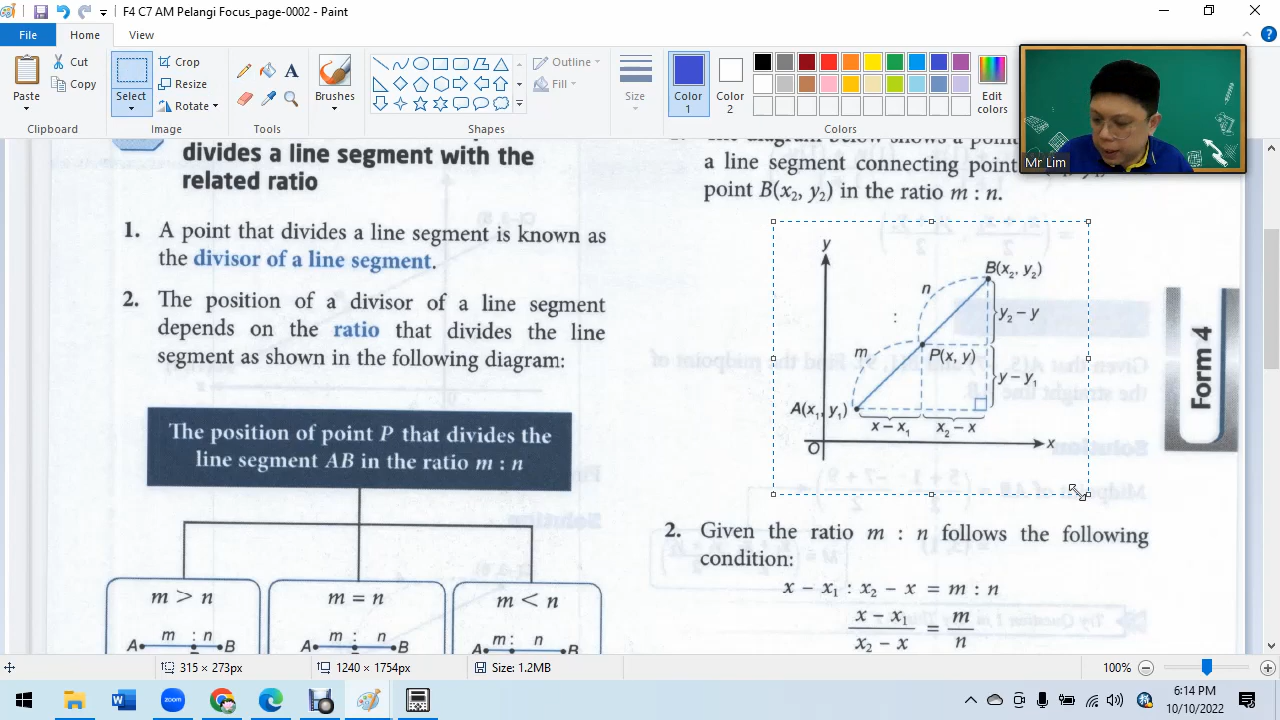 F4 C7 AM Pelangi Focus_page-0002 - Paint
File
Home
View
Paste
Cut
Copy
Clipboard
Select
Crop
Resize
Rotate
Image
A
Tools
Brushes
Outline
Fill
Shapes
Size
Color 1
Color 2
Edit colors
Colors
Mr Lim
divides a line segment with the
related ratio
1. A point that divides a line segment is known as
the divisor of a line segment.
2. The position of a divisor of a line segment
depends on the ratio that divides the line
segment as shown in the following diagram:
The position of point P that divides the
line segment AB in the ratio m : n
m > n
m = n
m < n
m : n
A B
m : n
A B
m : n
A B
The diagram below shows a point
a line segment connecting point
point B(x₂, y₂) in the ratio m : n.
y
B(x₂, y₂)
n
:
y₂ – y
m
P(x, y)
y – y₁
A(x₁, y₁)
x – x₁
x₂ – x
O
x
2. Given the ratio m : n follows the following
condition:
x – x₁ : x₂ – x = m : n
x – x₁ / x₂ – x = m / n
Form 4
315 × 273px
1240 × 1754px
Size: 1.2MB
100%
zoom
6:14 PM
10/10/2022